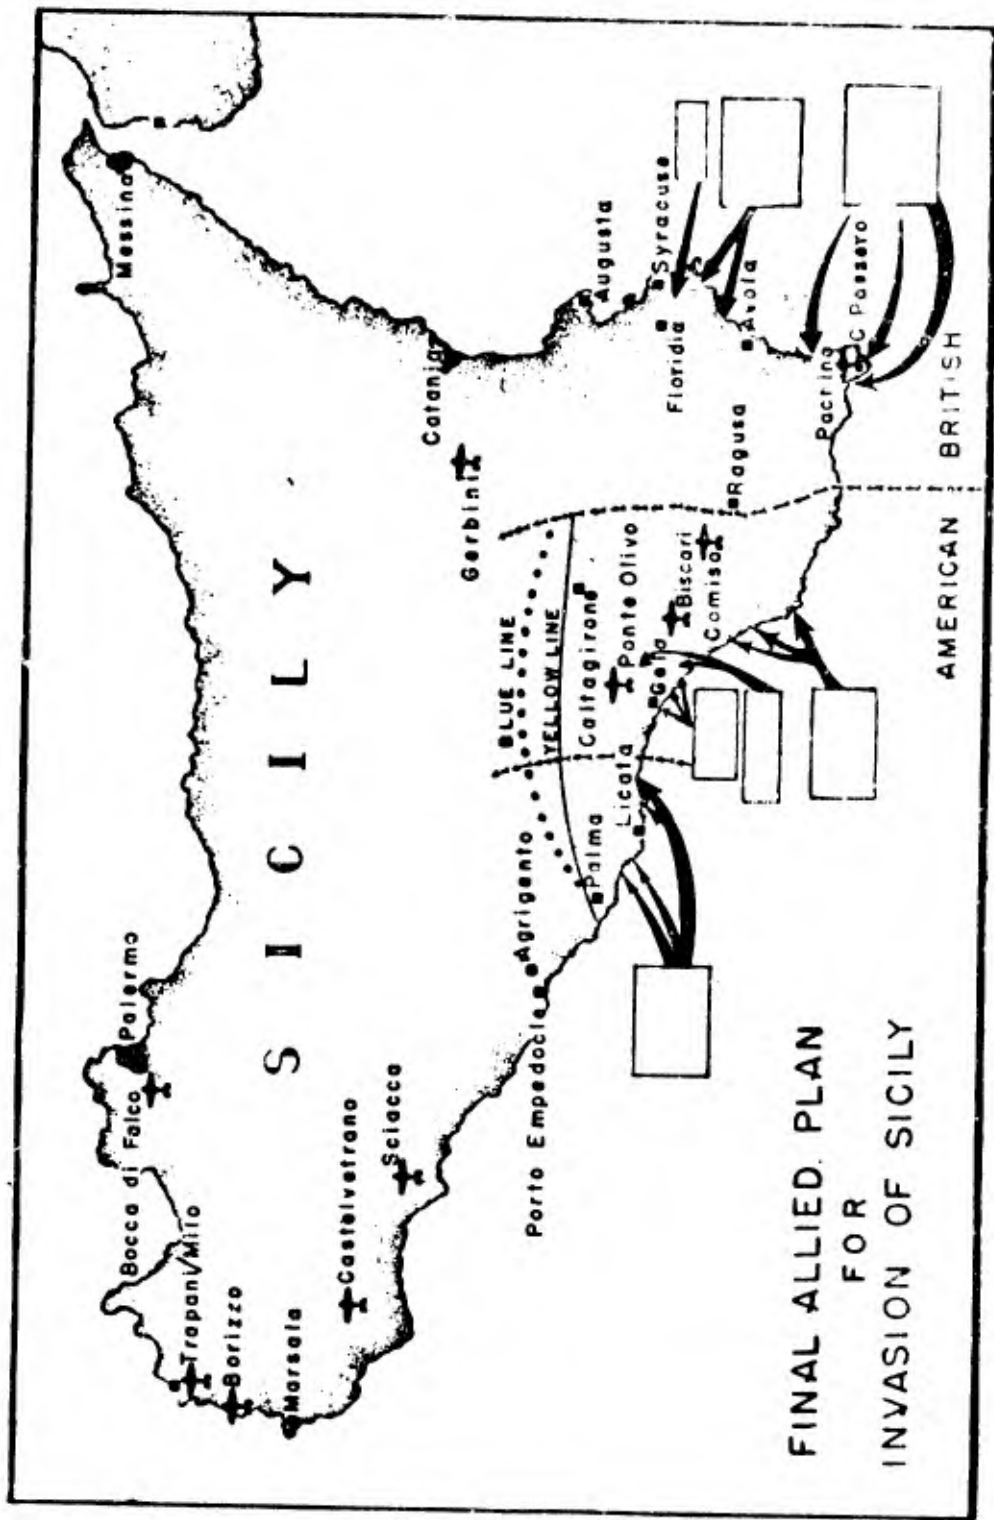 Messina
Palermo
Bocca di Falco
Trapani/Milo
Borizzo
Marsala
Castelvetrano
Sciacca
SICILY
Catania
Gerbini
Augusta
Syracuse
Floridia
Avola
BLUE LINE
YELLOW LINE
Caltagirone
Ponte Olivo
Biscari
Comiso
Ragusa
Agrigento
Porto Empedocle
Palma
Licata
Gela
Pachino
C Passero
AMERICAN
BRITISH
FINAL ALLIED PLAN
FOR
INVASION OF SICILY